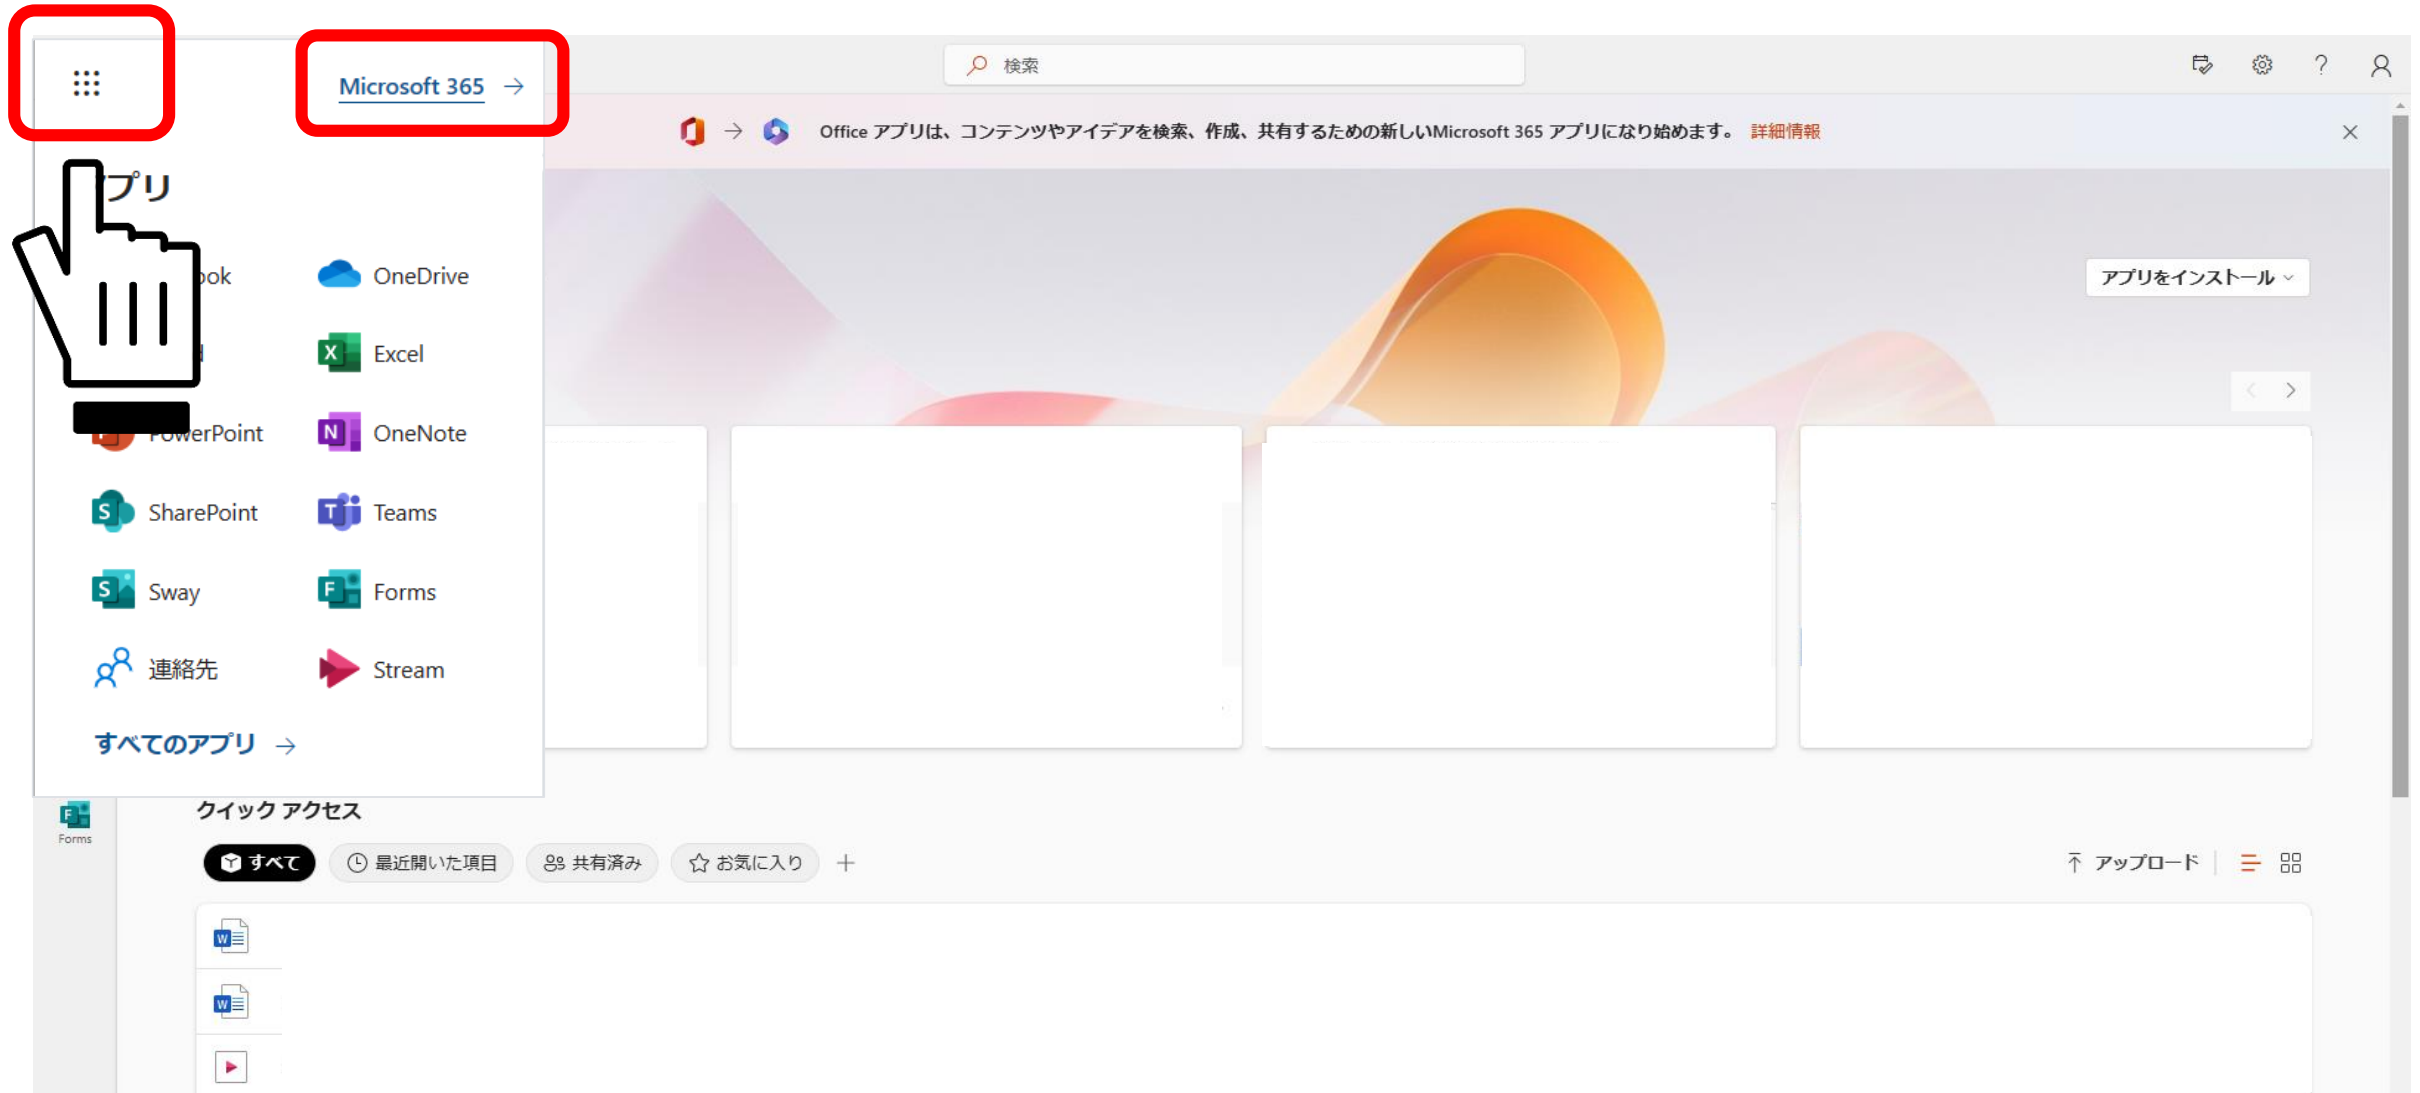 Microsoft 365 →
検索
Office アプリは、コンテンツやアイデアを検索、作成、共有するための新しいMicrosoft 365 アプリになり始めます。 詳細情報
プリ
アプリをインストール
ook
OneDrive
Excel
PowerPoint
OneNote
SharePoint
Teams
Sway
Forms
連絡先
Stream
すべてのアプリ →
Forms
クイック アクセス
すべて
最近開いた項目
共有済み
お気に入り
アップロード